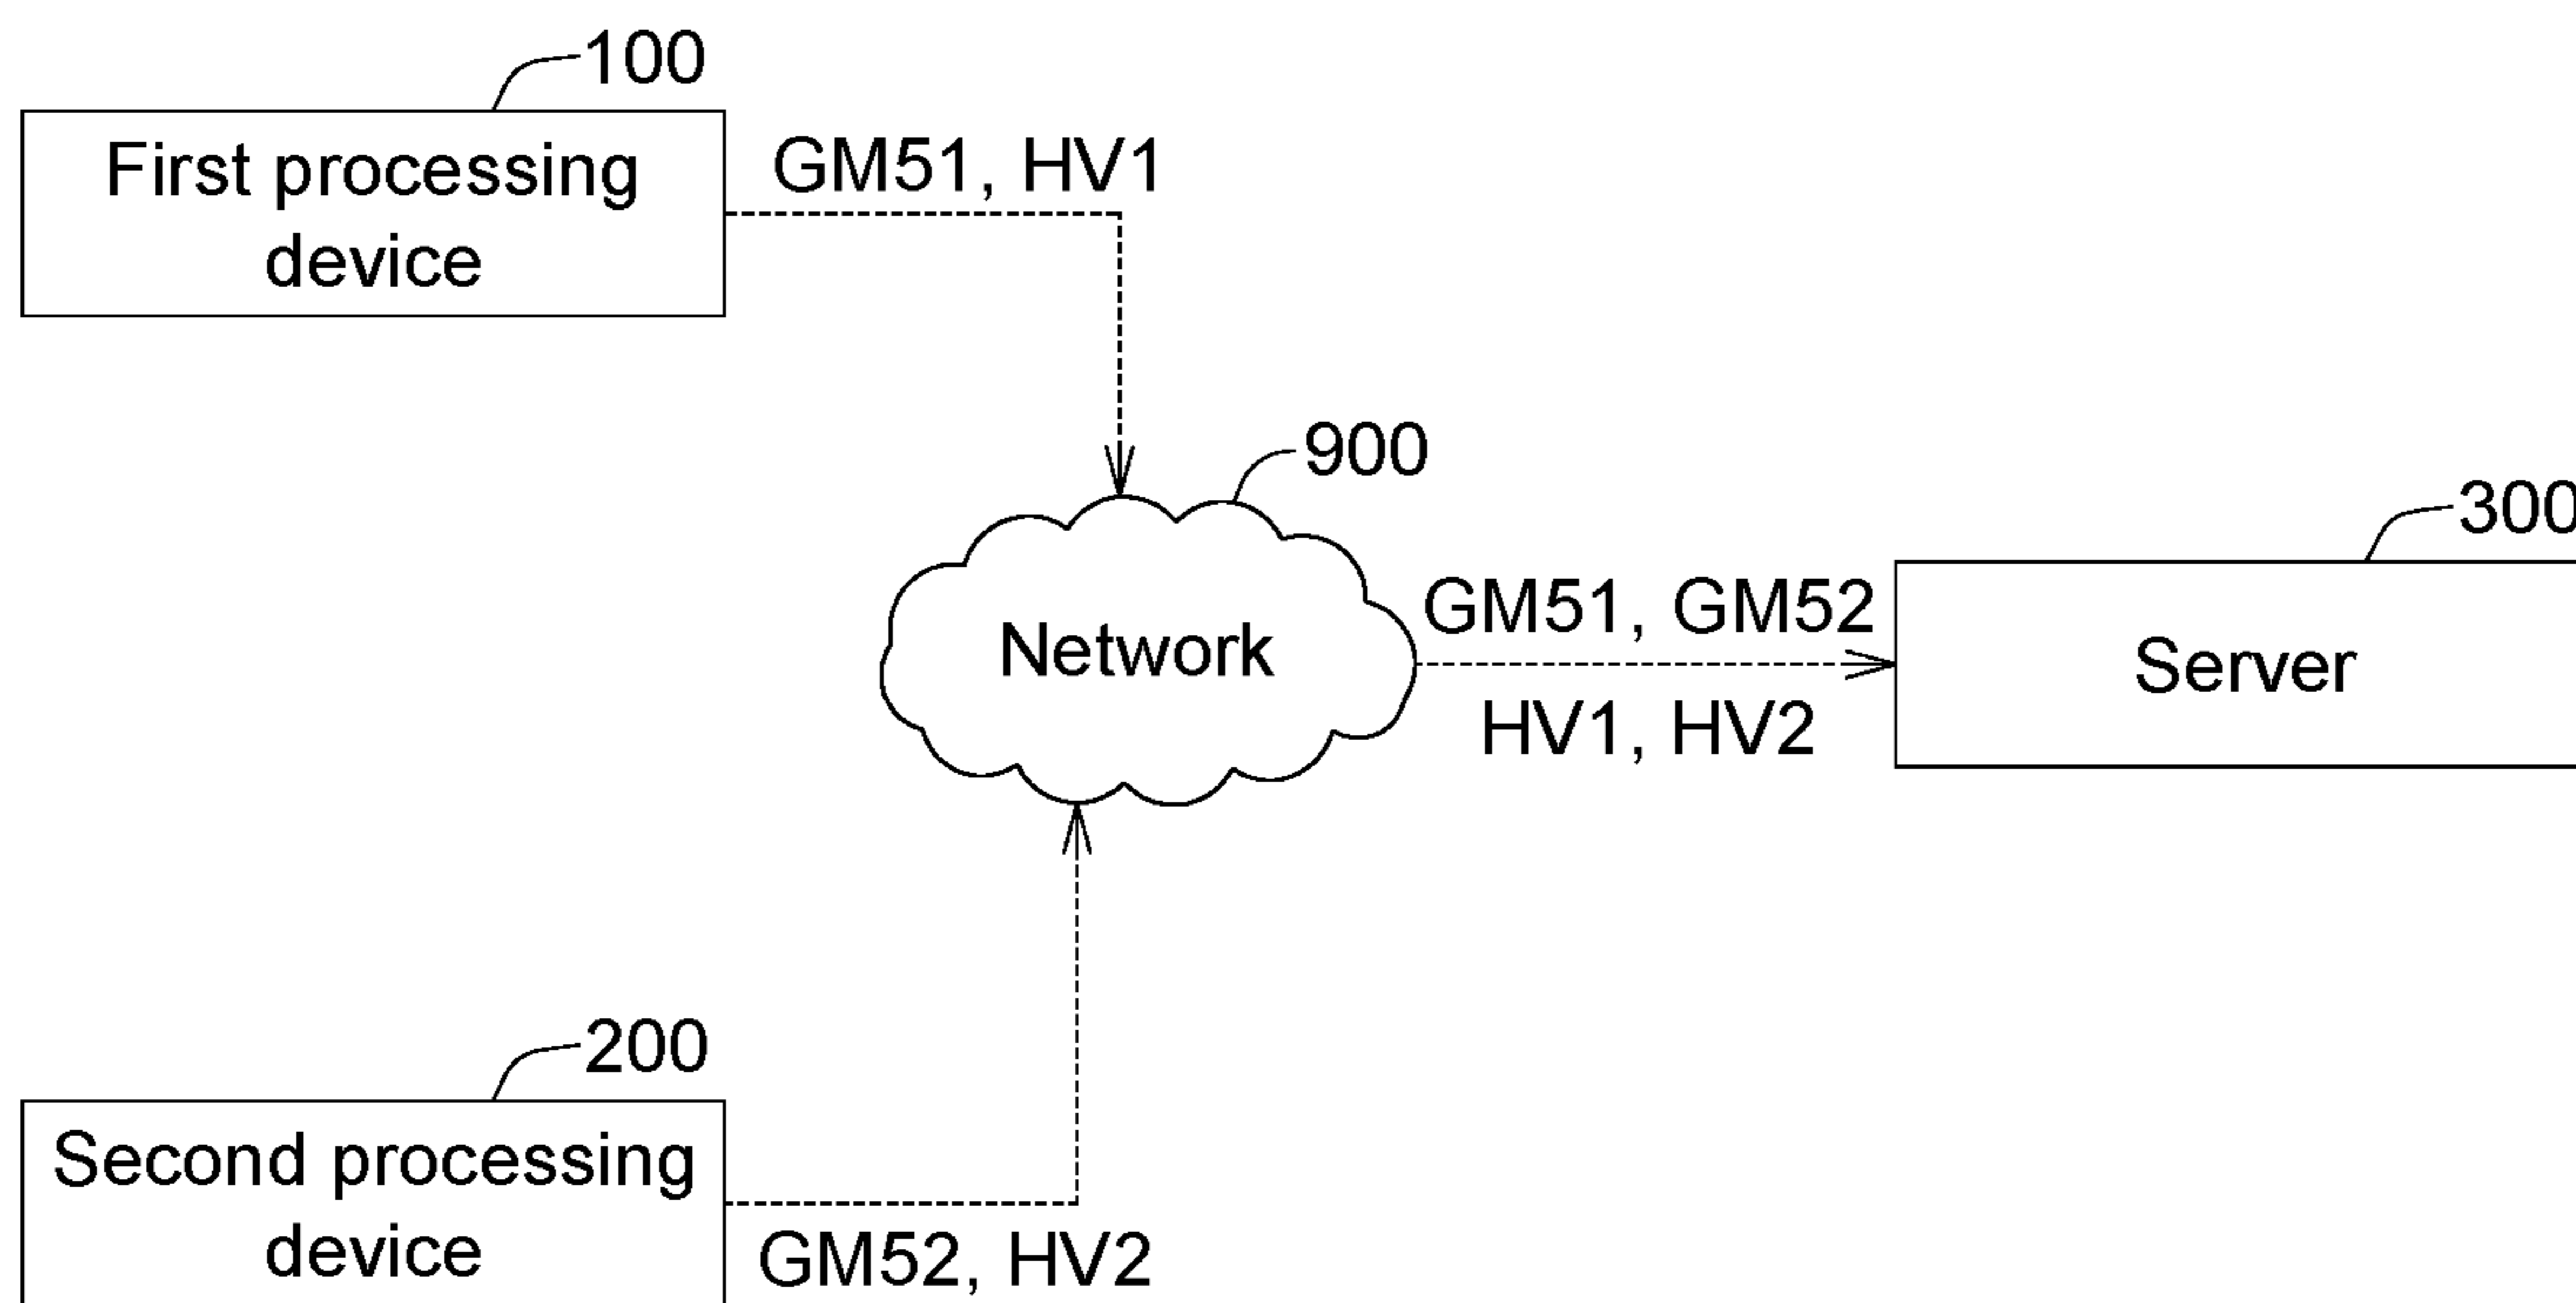 100
First processing
device
GM51, HV1
900
Network
300
GM51, GM52
HV1, HV2
Server
200
Second processing
device
GM52, HV2